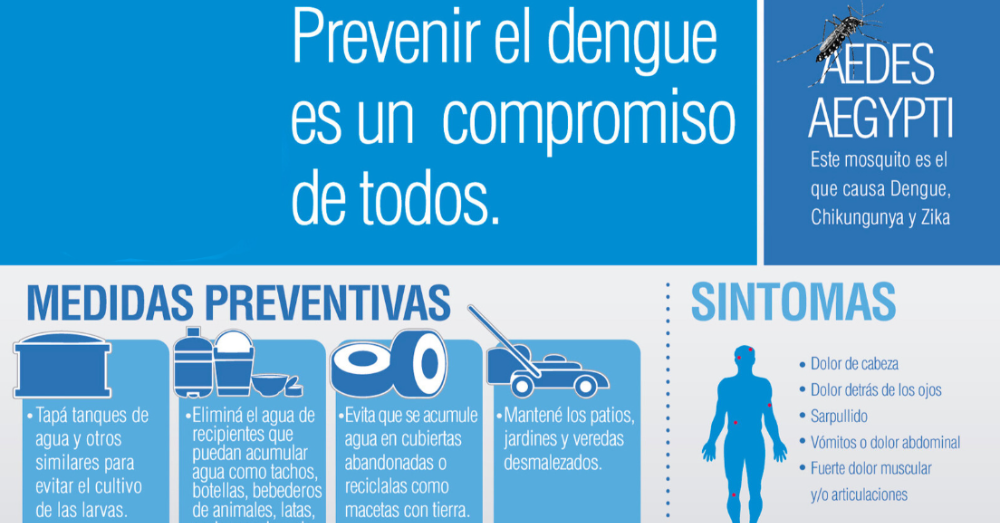 Prevenir el dengue
es un compromiso
de todos.
AEDES
AEGYPTI
Este mosquito es el
que causa Dengue,
Chikungunya y Zika
MEDIDAS PREVENTIVAS
• Tapá tanques de
agua y otros
similares para
evitar el cultivo
de las larvas.
• Eliminá el agua de
recipientes que
puedan acumular
agua como tachos,
botellas, bebederos
de animales, latas,
• Evita que se acumule
agua en cubiertas
abandonadas o
reciclalas como
macetas con tierra.
• Mantené los patios,
jardines y veredas
desmalezados.
SINTOMAS
• Dolor de cabeza
• Dolor detrás de los ojos
• Sarpullido
• Vómitos o dolor abdominal
• Fuerte dolor muscular
y/o articulaciones